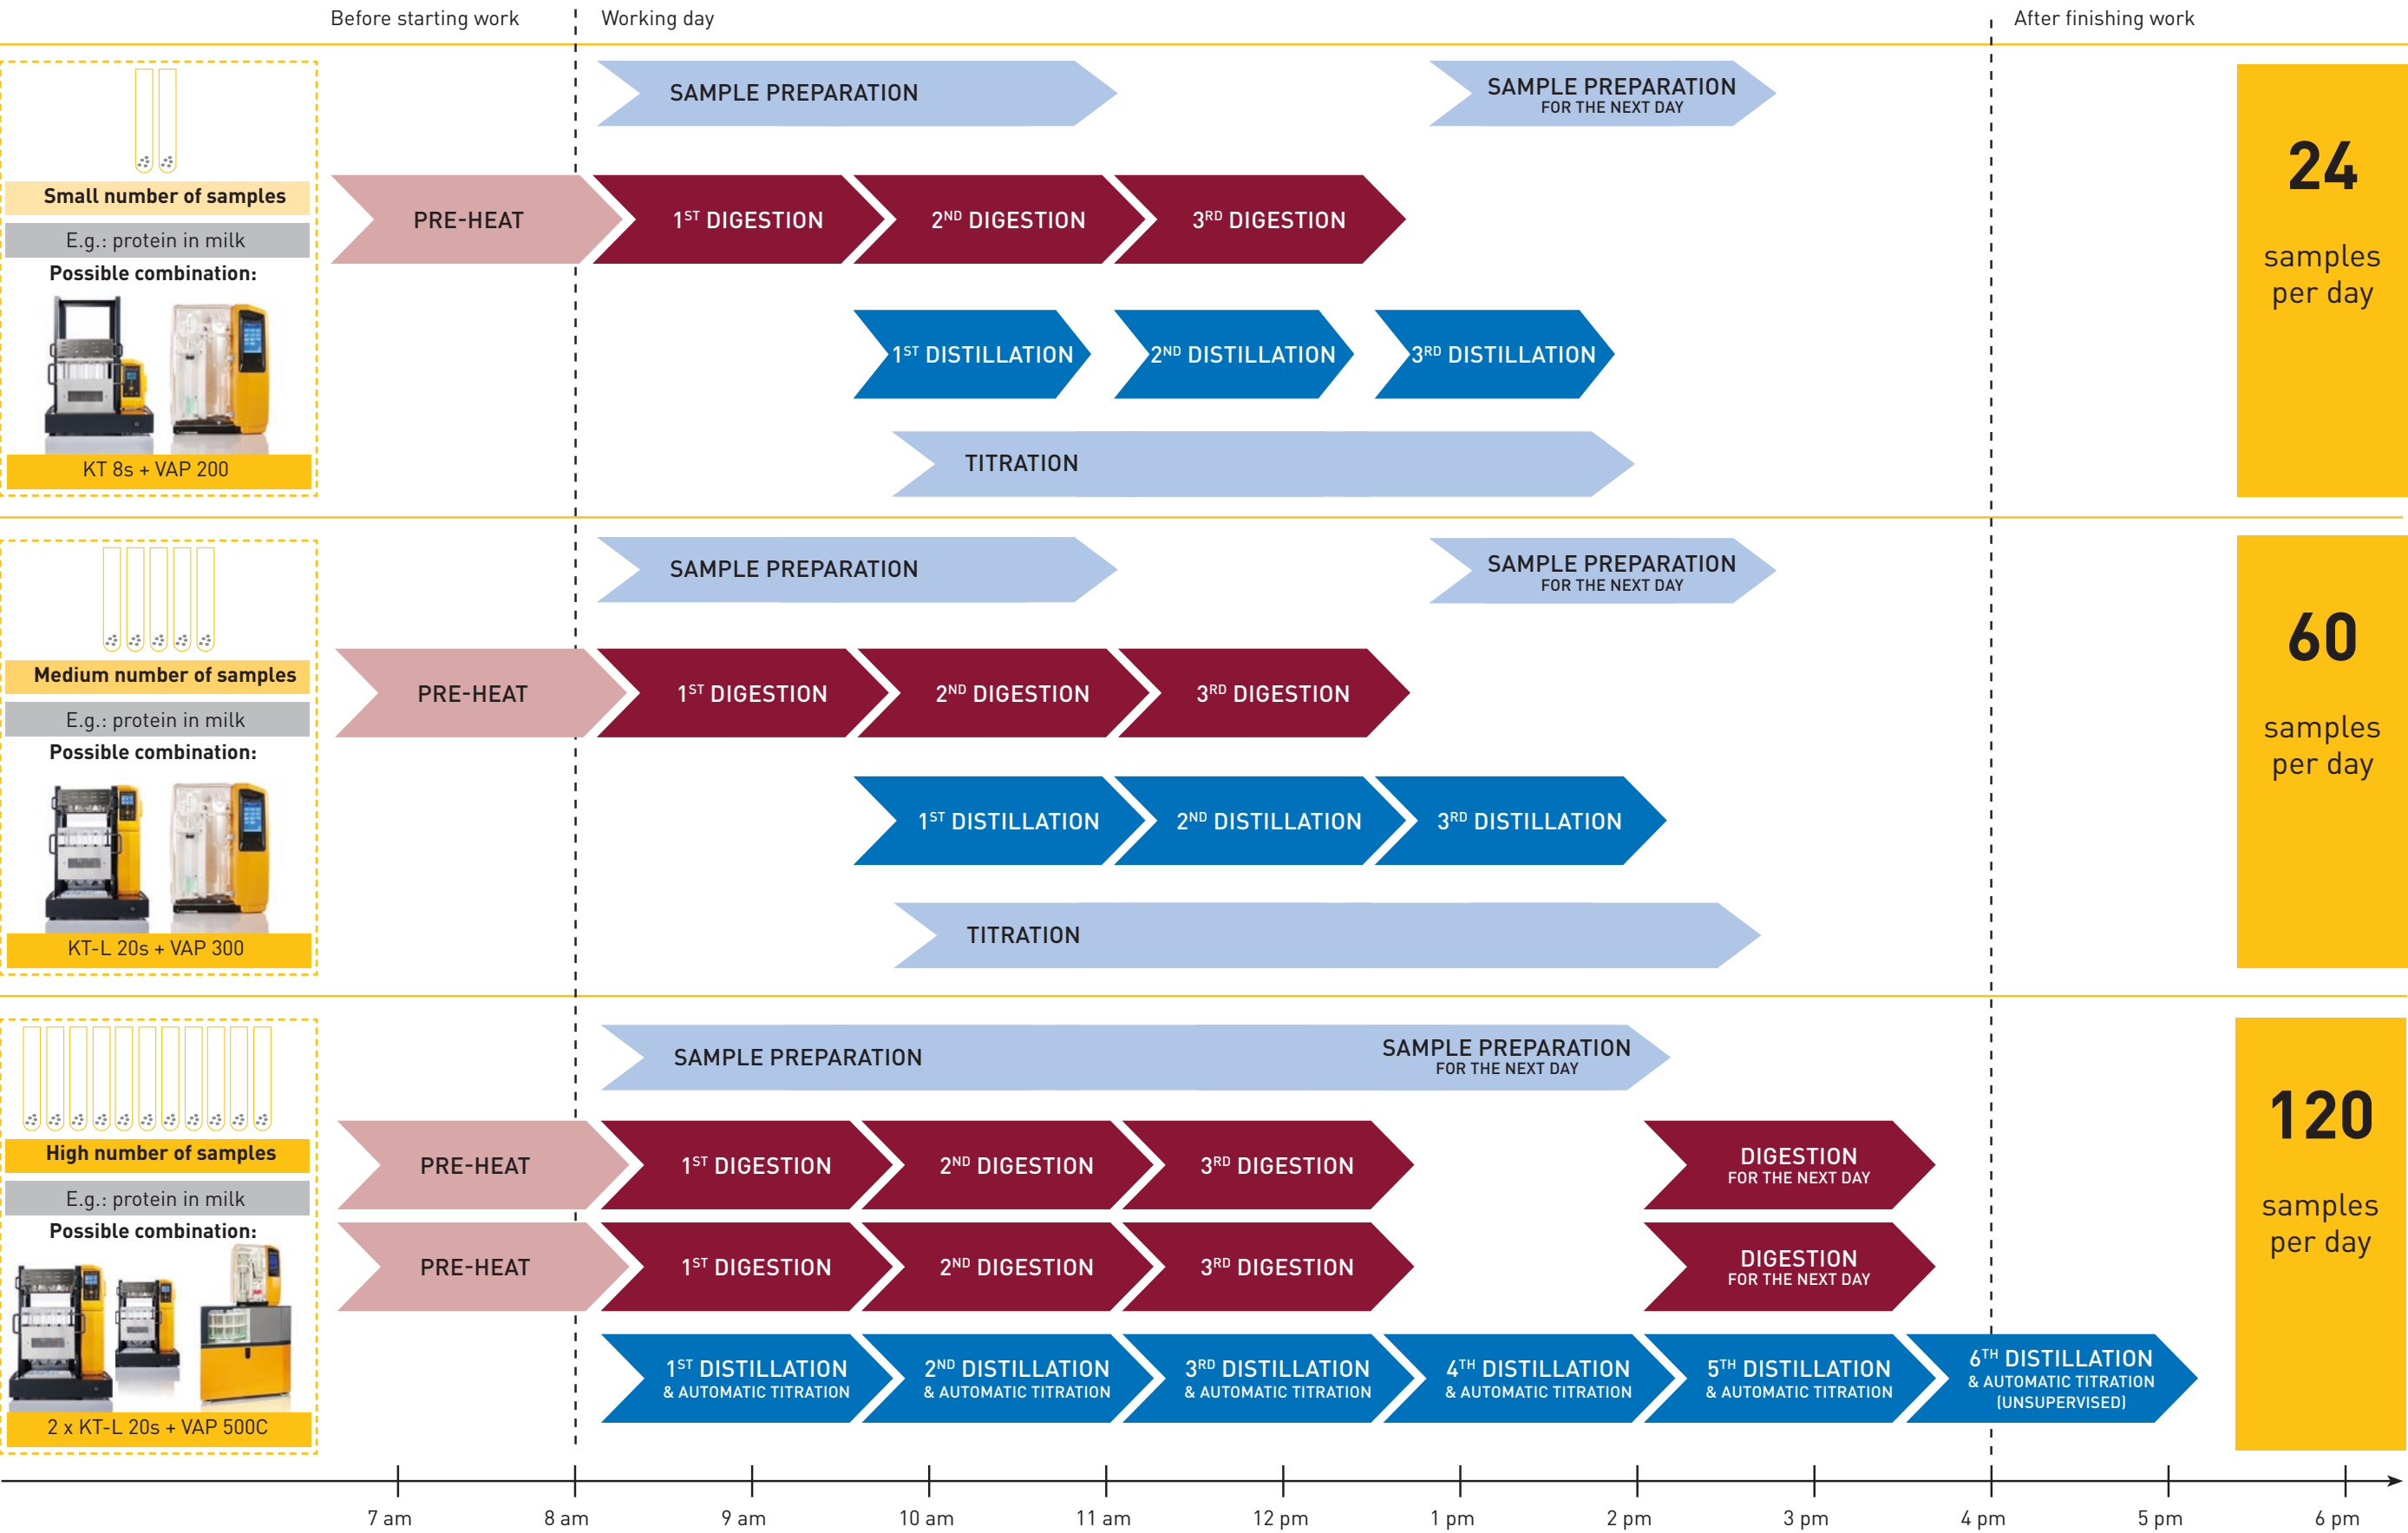 Before starting work
Working day
After finishing work
SAMPLE PREPARATION
SAMPLE PREPARATION
FOR THE NEXT DAY
Small number of samples
E.g.: protein in milk
Possible combination:
KT 8s + VAP 200
PRE-HEAT
1ST DIGESTION
2ND DIGESTION
3RD DIGESTION
1ST DISTILLATION
2ND DISTILLATION
3RD DISTILLATION
TITRATION
24
samples
per day
SAMPLE PREPARATION
SAMPLE PREPARATION
FOR THE NEXT DAY
Medium number of samples
E.g.: protein in milk
Possible combination:
KT-L 20s + VAP 300
PRE-HEAT
1ST DIGESTION
2ND DIGESTION
3RD DIGESTION
1ST DISTILLATION
2ND DISTILLATION
3RD DISTILLATION
TITRATION
60
samples
per day
SAMPLE PREPARATION
SAMPLE PREPARATION
FOR THE NEXT DAY
High number of samples
E.g.: protein in milk
Possible combination:
2 x KT-L 20s + VAP 500C
PRE-HEAT
1ST DIGESTION
2ND DIGESTION
3RD DIGESTION
DIGESTION
FOR THE NEXT DAY
PRE-HEAT
1ST DIGESTION
2ND DIGESTION
3RD DIGESTION
DIGESTION
FOR THE NEXT DAY
1ST DISTILLATION
& AUTOMATIC TITRATION
2ND DISTILLATION
& AUTOMATIC TITRATION
3RD DISTILLATION
& AUTOMATIC TITRATION
4TH DISTILLATION
& AUTOMATIC TITRATION
5TH DISTILLATION
& AUTOMATIC TITRATION
6TH DISTILLATION
& AUTOMATIC TITRATION
(UNSUPERVISED)
120
samples
per day
7 am
8 am
9 am
10 am
11 am
12 pm
1 pm
2 pm
3 pm
4 pm
5 pm
6 pm